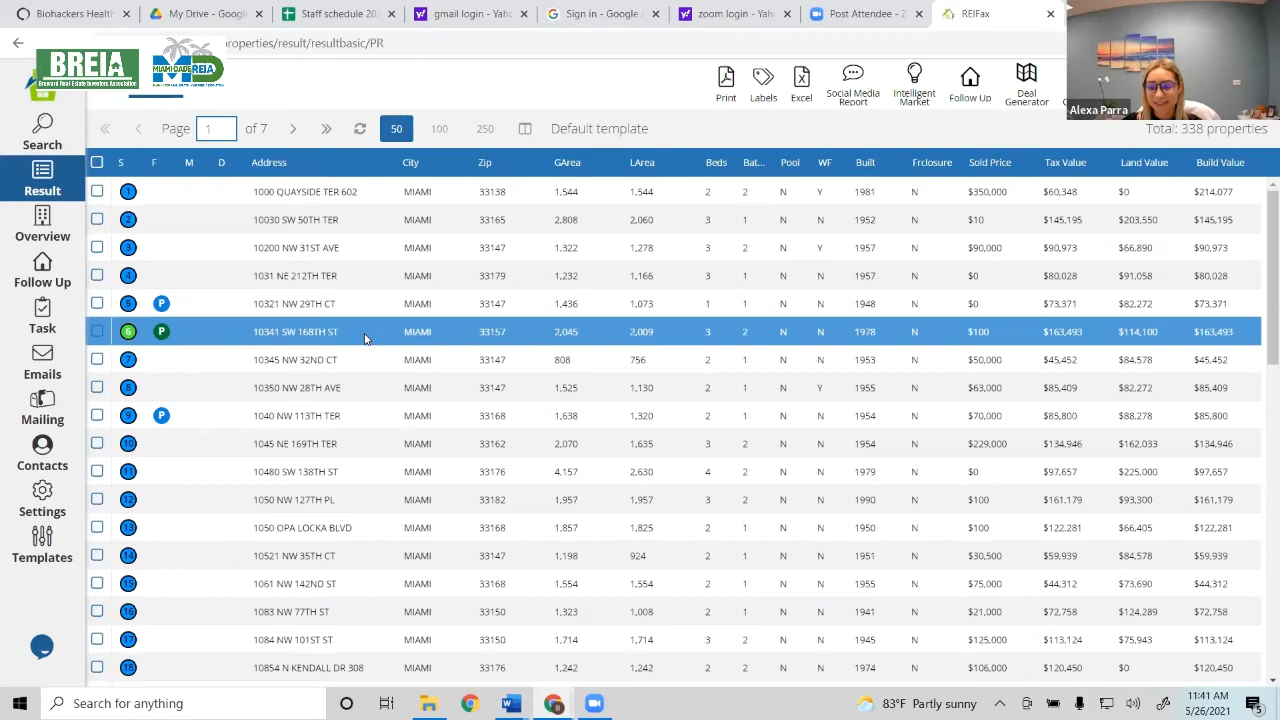 Biohackers Health
My Drive - Google
Staff schedule 202
gmail login - Yaho
Sign in - Google
zoom login - Yaho
Post Attendee - Z
REIFax
properties/result/resultbasic/PR
BREIA
Broward Real Estate Investors Association
MIAMI-DADE REIA
Alexa Parra
Print
Labels
Excel
Social Media Report
Intelligent Market
Follow Up
Deal Generator
Page 1 of 7 50 100 250 Default template Total: 338 properties
Search
Result
Overview
Follow Up
Task
Emails
Mailing
Contacts
Settings
Templates
S F M D Address City Zip GArea LArea Beds Bat... Pool WF Built Frclosure Sold Price Tax Value Land Value Build Value
1 1000 QUAYSIDE TER 602 MIAMI 33138 1,544 1,544 2 2 N Y 1981 N $350,000 $60,348 $0 $214,077
2 10030 SW 50TH TER MIAMI 33165 2,808 2,060 3 1 N N 1952 N $10 $145,195 $203,550 $145,195
3 10200 NW 31ST AVE MIAMI 33147 1,322 1,278 3 2 N Y 1957 N $90,000 $90,973 $66,890 $90,973
4 1031 NE 212TH TER MIAMI 33179 1,232 1,166 3 1 N N 1957 N $0 $80,028 $91,058 $80,028
5 P 10321 NW 29TH CT MIAMI 33147 1,436 1,073 1 1 N N 1948 N $0 $73,371 $82,272 $73,371
6 P 10341 SW 168TH ST MIAMI 33157 2,045 2,009 3 2 N N 1978 N $100 $163,493 $114,100 $163,493
7 10345 NW 32ND CT MIAMI 33147 808 756 2 1 N N 1953 N $50,000 $45,452 $84,578 $45,452
8 10350 NW 28TH AVE MIAMI 33147 1,525 1,130 2 1 N Y 1955 N $63,000 $85,409 $82,272 $85,409
9 P 1040 NW 113TH TER MIAMI 33168 1,638 1,320 2 1 N N 1954 N $70,000 $85,800 $88,278 $85,800
10 1045 NE 169TH TER MIAMI 33162 2,070 1,635 3 2 N N 1954 N $229,000 $134,946 $162,033 $134,946
11 10480 SW 138TH ST MIAMI 33176 4,157 2,630 4 2 N N 1979 N $0 $97,657 $225,000 $97,657
12 1050 NW 127TH PL MIAMI 33182 1,957 1,957 3 2 N N 1990 N $100 $161,179 $93,300 $161,179
13 1050 OPA LOCKA BLVD MIAMI 33168 1,857 1,825 2 1 N N 1950 N $100 $122,281 $66,405 $122,281
14 10521 NW 35TH CT MIAMI 33147 1,198 924 2 1 N N 1951 N $30,500 $59,939 $84,578 $59,939
15 1061 NW 142ND ST MIAMI 33168 1,554 1,554 2 2 N N 1955 N $75,000 $44,312 $73,690 $44,312
16 1083 NW 77TH ST MIAMI 33150 1,323 1,008 2 1 N N 1941 N $21,000 $72,758 $124,289 $72,758
17 1084 NW 101ST ST MIAMI 33150 1,714 1,714 3 2 N N 1945 N $125,000 $113,124 $75,943 $113,124
18 10854 N KENDALL DR 308 MIAMI 33176 1,242 1,242 2 2 N N 1974 N $106,000 $120,450 $0 $120,450
Search for anything
83°F Partly sunny
11:41 AM
5/26/2021
5